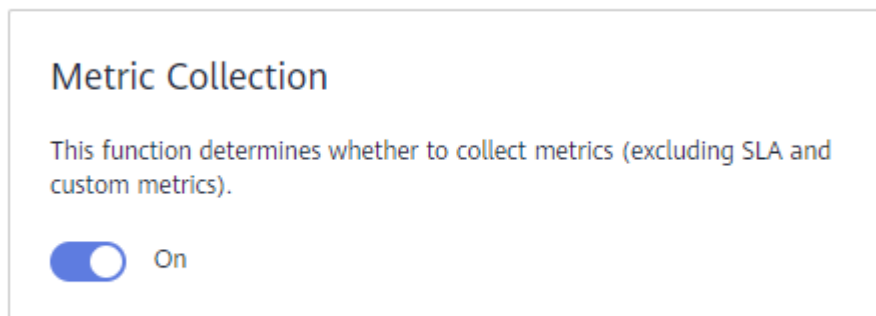 Metric Collection
This function determines whether to collect metrics (excluding SLA and
custom metrics).
On